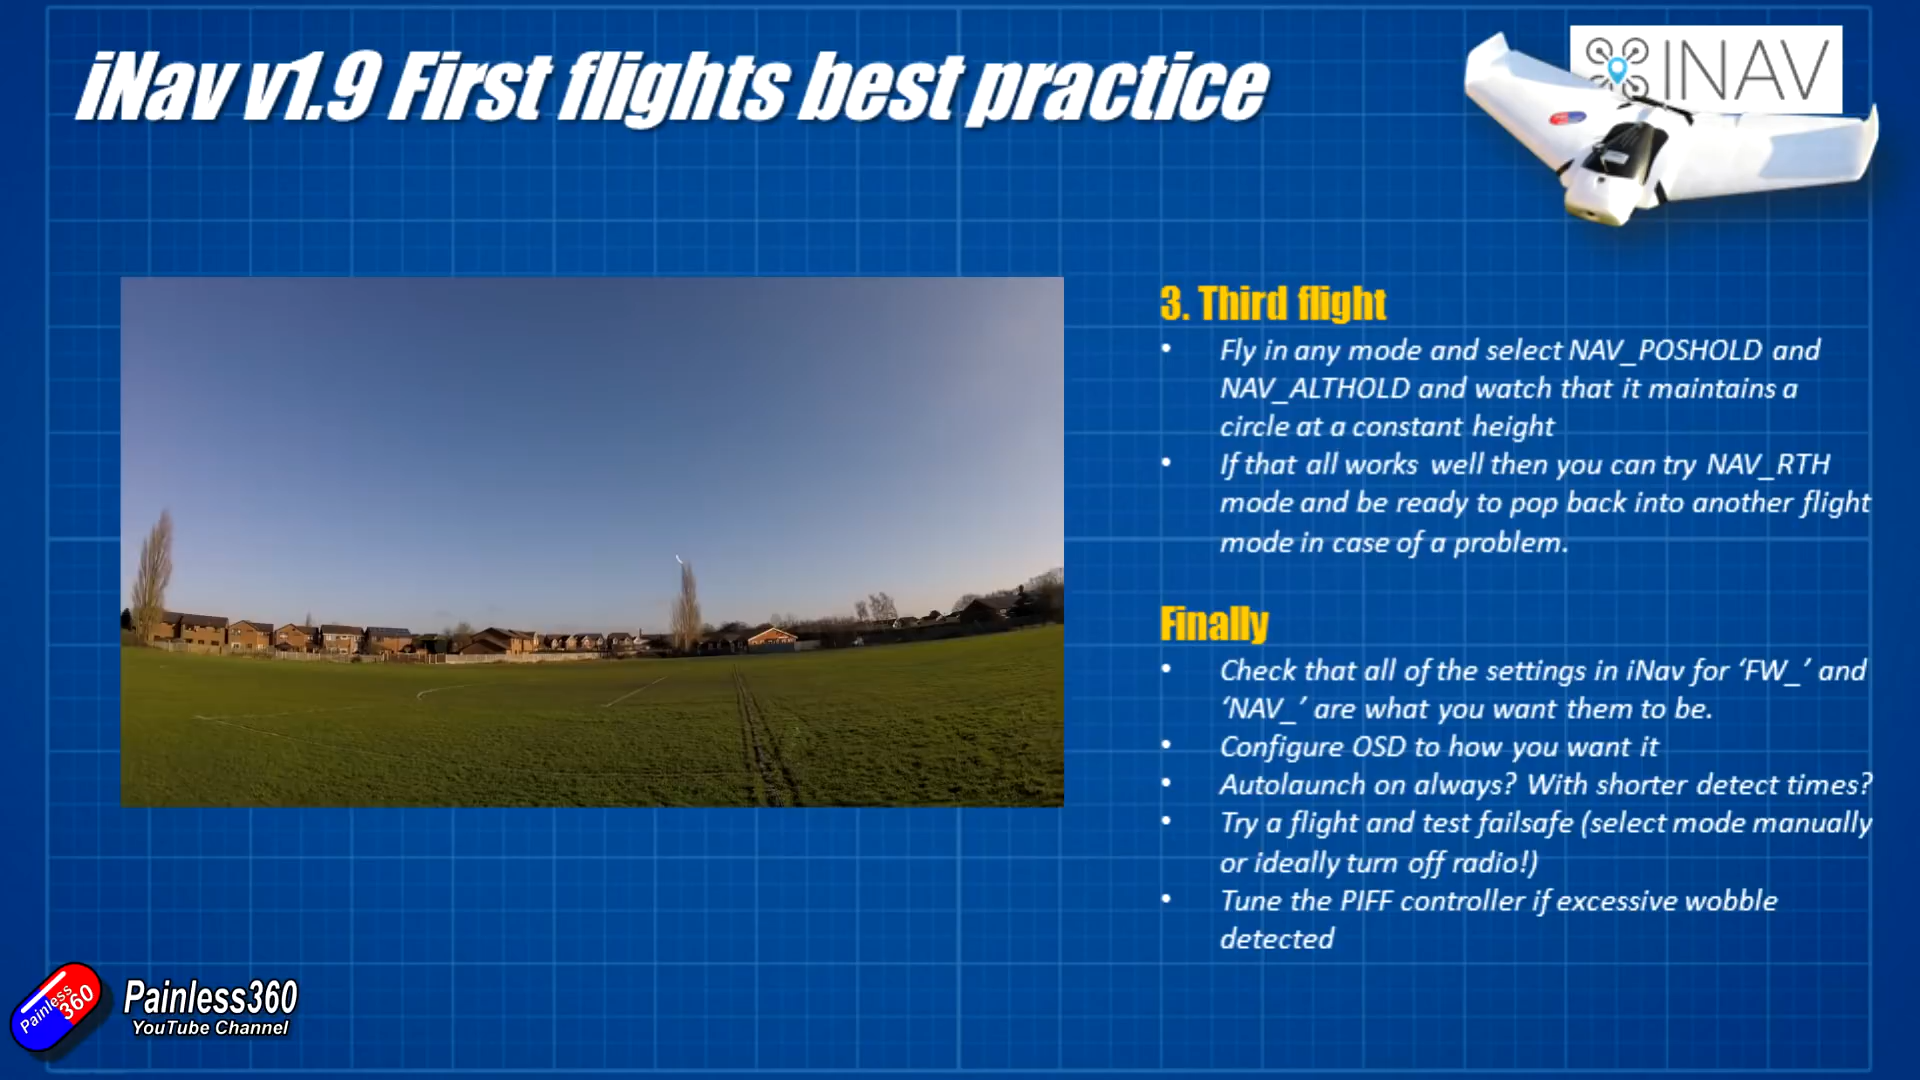 iNav v1.9 First flights best practice
INAV
3. Third flight
• Fly in any mode and select NAV_POSHOLD and
NAV_ALTHOLD and watch that it maintains a
circle at a constant height
• If that all works well then you can try NAV_RTH
mode and be ready to pop back into another flight
mode in case of a problem.
Finally
• Check that all of the settings in iNav for ‘FW_’ and
‘NAV_’ are what you want them to be.
• Configure OSD to how you want it
• Autolaunch on always? With shorter detect times?
• Try a flight and test failsafe (select mode manually
or ideally turn off radio!)
• Tune the PIFF controller if excessive wobble
detected
Painless
360
Painless360
YouTube Channel